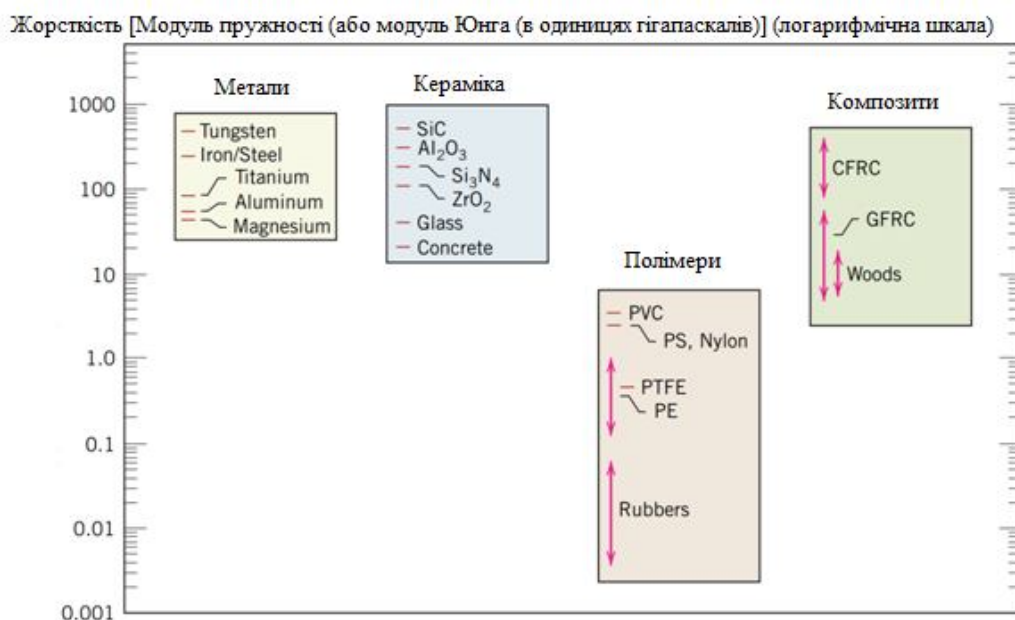 Жорсткість [Модуль пружності (або модуль Юнга (в одиницях гігапаскалів)] (логарифмічна шкала)
Метали
Кераміка
Композити
Полімери
1000
100
10
1.0
0.1
0.01
0.001
Tungsten
Iron/Steel
Titanium
Aluminum
Magnesium
SiC
Al₂O₃
Si₃N₄
ZrO₂
Glass
Concrete
PVC
PS, Nylon
PTFE
PE
Rubbers
CFRC
GFRC
Woods